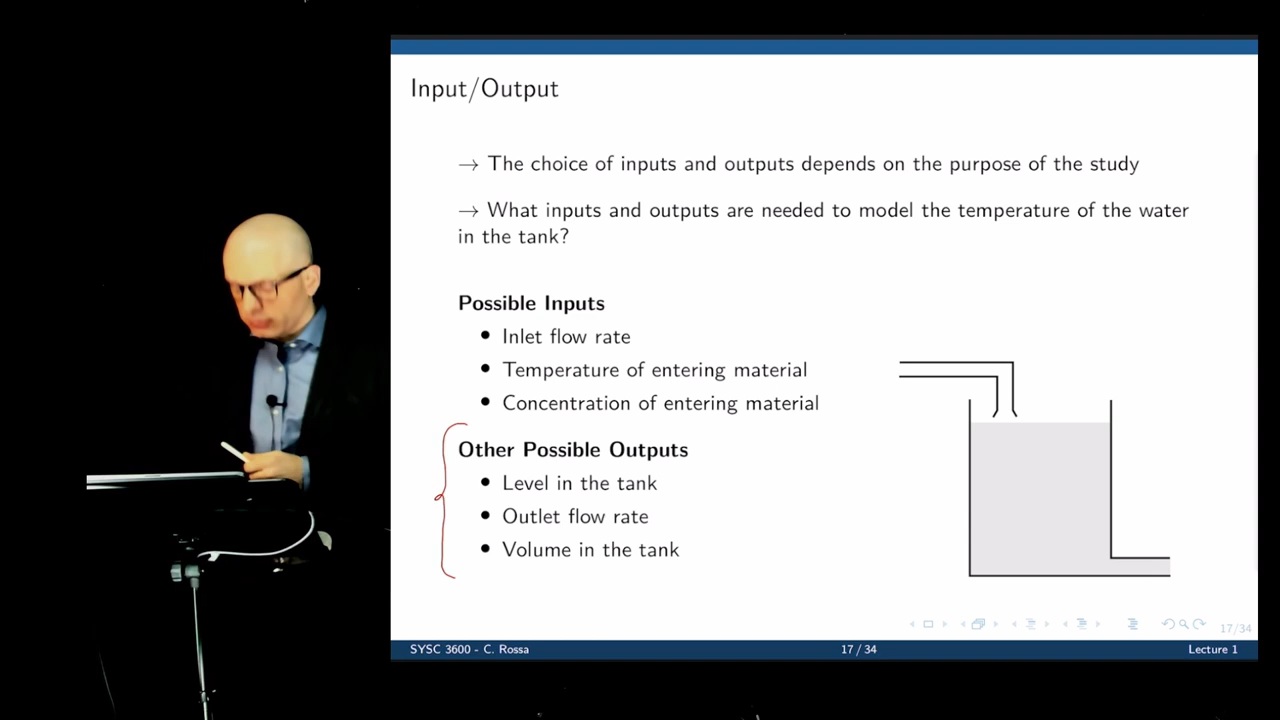 Input/Output
→ The choice of inputs and outputs depends on the purpose of the study
→ What inputs and outputs are needed to model the temperature of the water
in the tank?
Possible Inputs
• Inlet flow rate
• Temperature of entering material
• Concentration of entering material
Other Possible Outputs
• Level in the tank
• Outlet flow rate
• Volume in the tank
17/34
SYSC 3600 - C. Rossa
17 / 34
Lecture 1